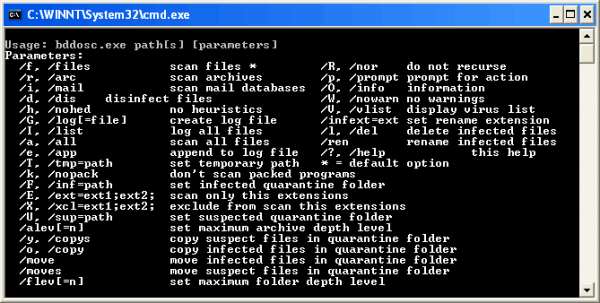 C:\WINNT\System32\cmd.exe
Usage: bddosc.exe path[s] [parameters]
Parameters:
/f, /files scan files * /R, /nor do not recurse
/r, /arc scan archives /p, /prompt prompt for action
/i, /mail scan mail databases /O, /info information
/d, /dis disinfect files /W, /nowarn no warnings
/h, /nohed no heuristics /V, /vlist display virus list
/G, /log[=file] create log file /infext=ext set rename extension
/I, /list log all files /l, /del delete infected files
/a, /all scan all files /ren rename infected files
/e, /app append to log file /?, /help this help
/T, /tmp=path set temporary path * = default option
/k, /nopack don't scan packed programs
/F, /inf=path set infected quarantine folder
/E, /ext=ext1;ext2; scan only this extensions
/X, /xcl=ext1;ext2; exclude from scan this extensions
/U, /sup=path set suspected quarantine folder
/alev[=n] set maximum archive depth level
/y, /copys copy suspect files in quarantine folder
/o, /copy copy infected files in quarantine folder
/move move infected files in quarantine folder
/moves move suspect files in quarantine folder
/flev[=n] set maximum folder depth level